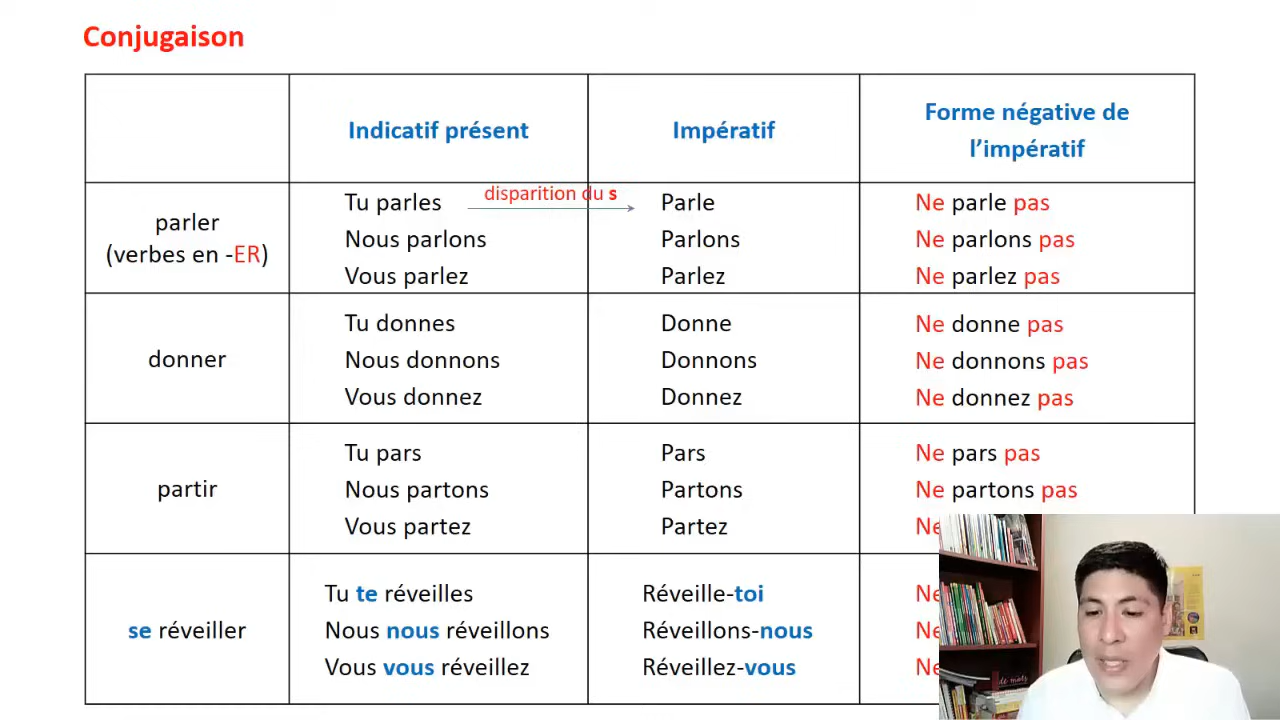 Conjugaison
Indicatif présent
Impératif
Forme négative de
l’impératif
parler
(verbes en -ER)
Tu parles
Nous parlons
Vous parlez
disparition du s
Parle
Parlons
Parlez
Ne parle pas
Ne parlons pas
Ne parlez pas
donner
Tu donnes
Nous donnons
Vous donnez
Donne
Donnons
Donnez
Ne donne pas
Ne donnons pas
Ne donnez pas
partir
Tu pars
Nous partons
Vous partez
Pars
Partons
Partez
Ne pars pas
Ne partons pas
Ne
se réveiller
Tu te réveilles
Nous nous réveillons
Vous vous réveillez
Réveille-toi
Réveillons-nous
Réveillez-vous
Ne
Ne
Ne
de mots